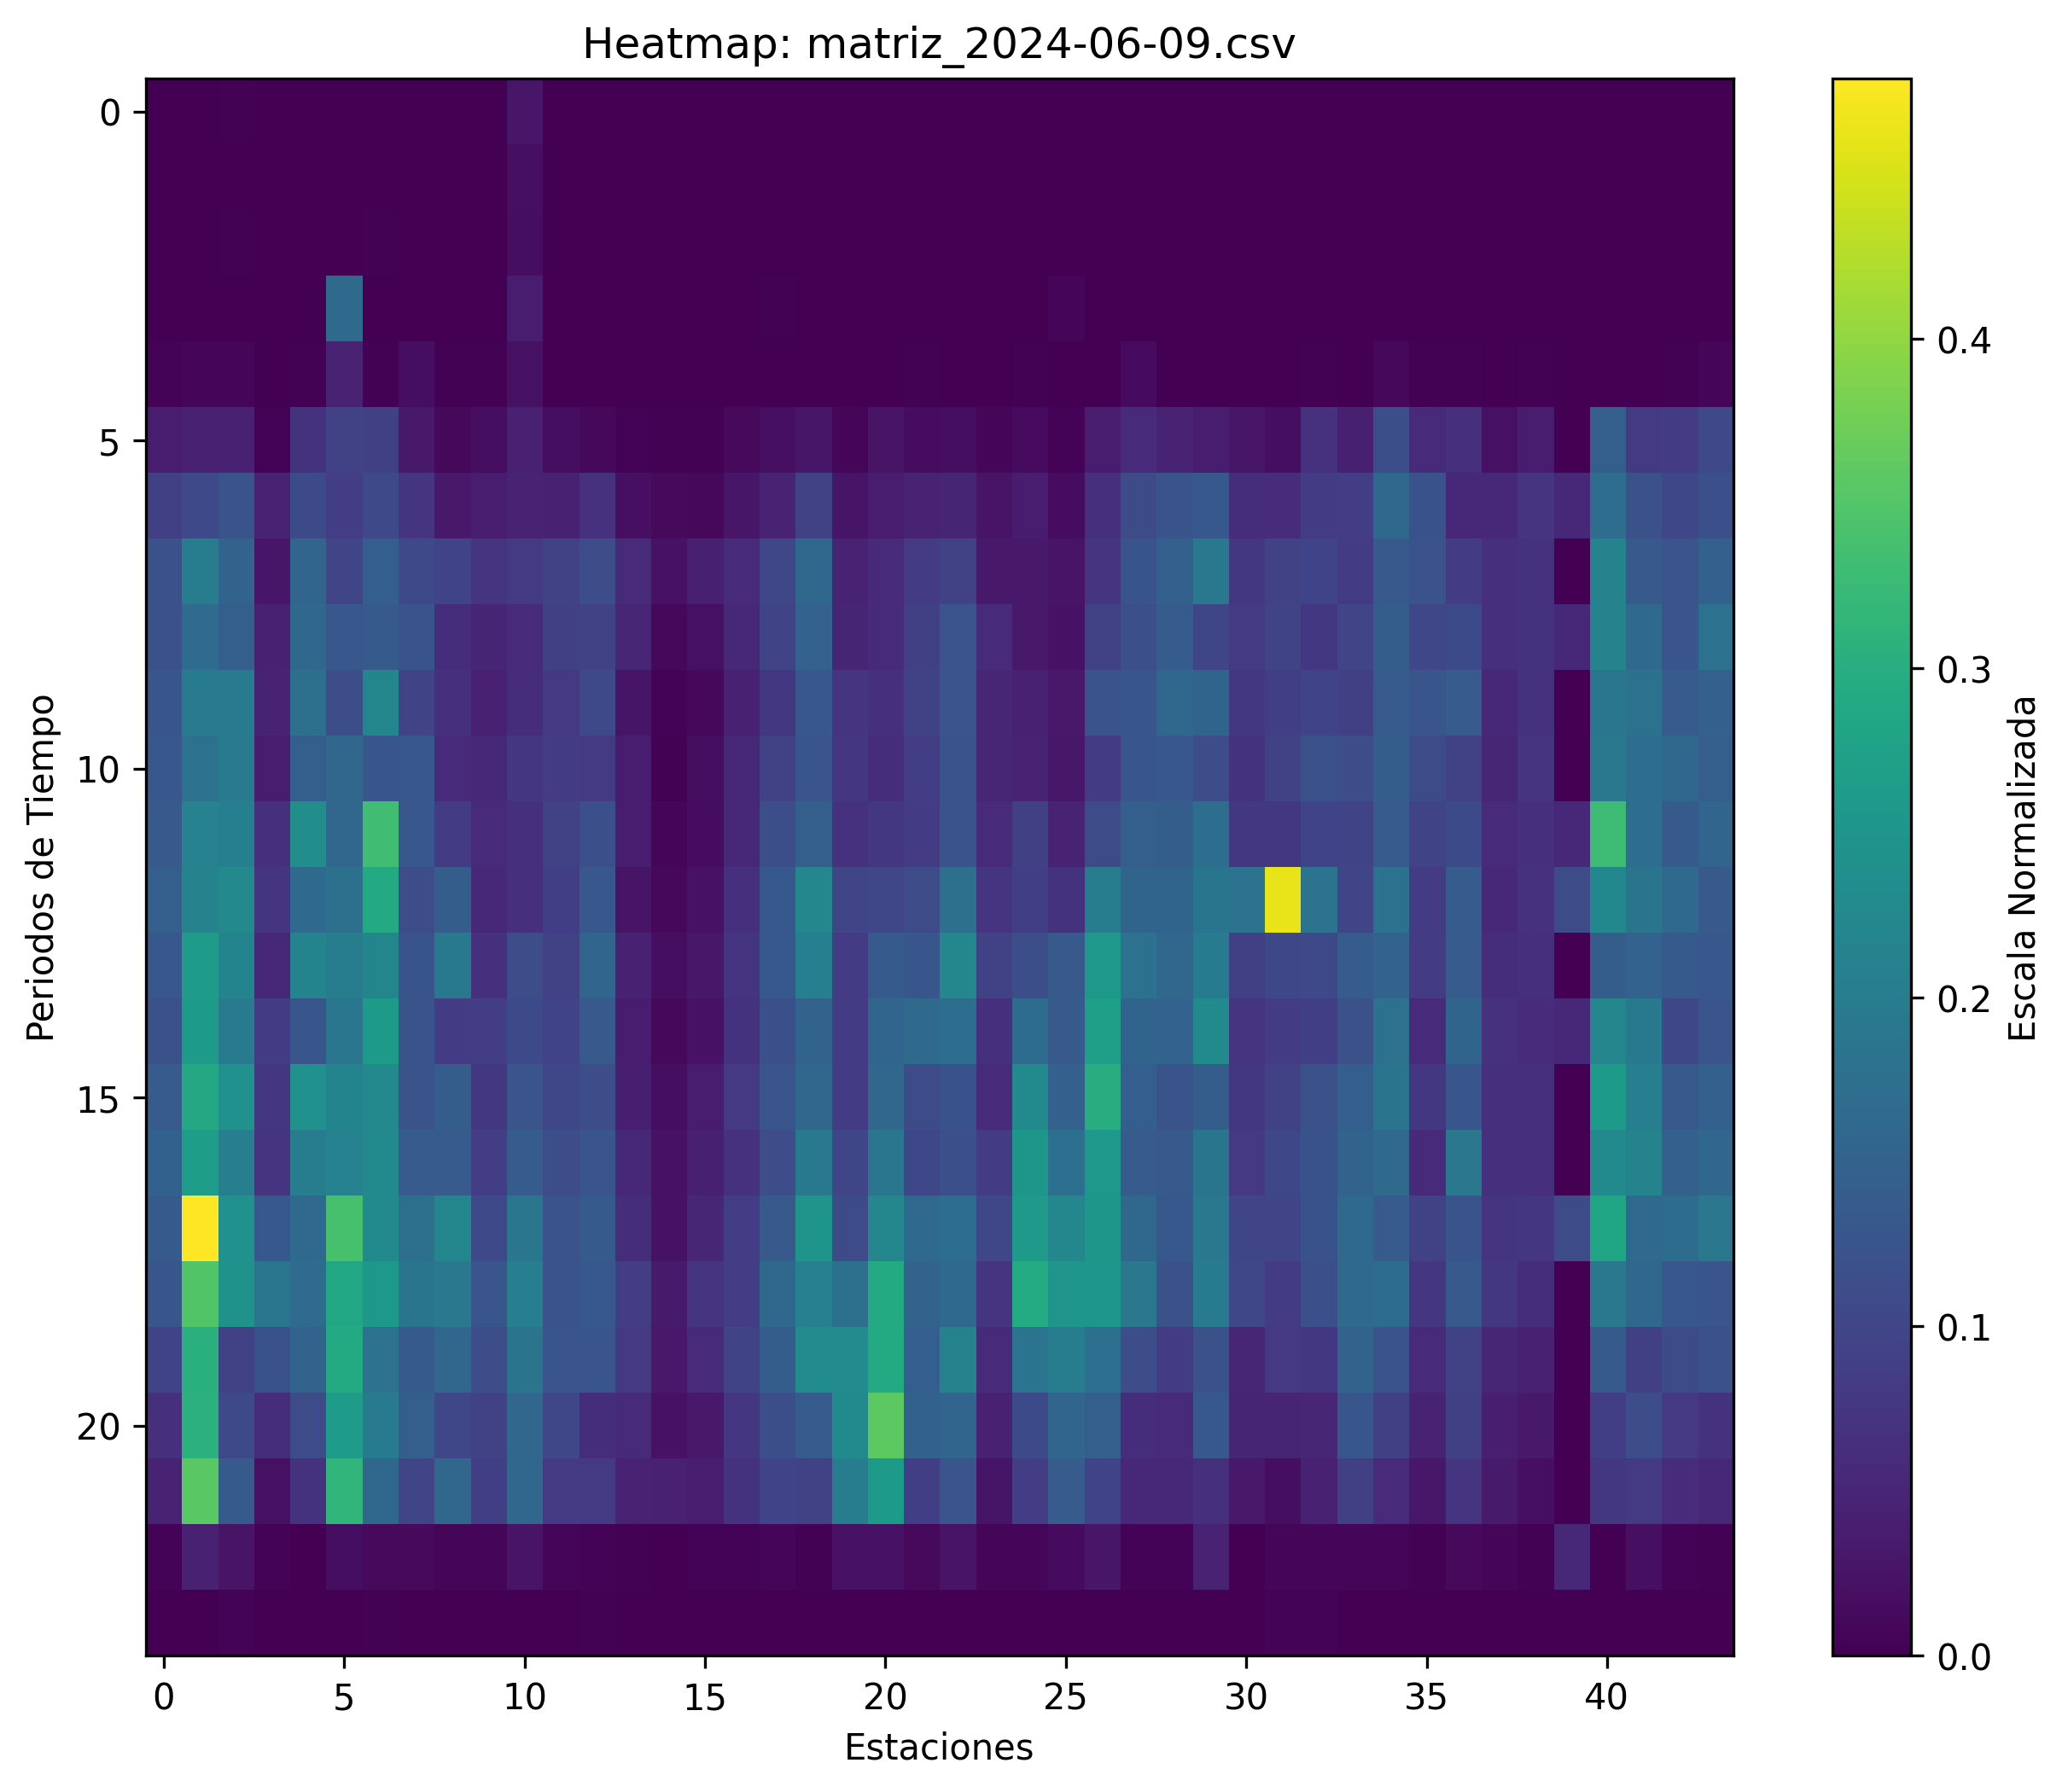 Heatmap: matriz_2024-06-09.csv
Periodos de Tiempo
0
5
10
15
20
0 5 10 15 20 25 30 35 40
Estaciones
0.4
0.3
0.2
0.1
0.0
Escala Normalizada